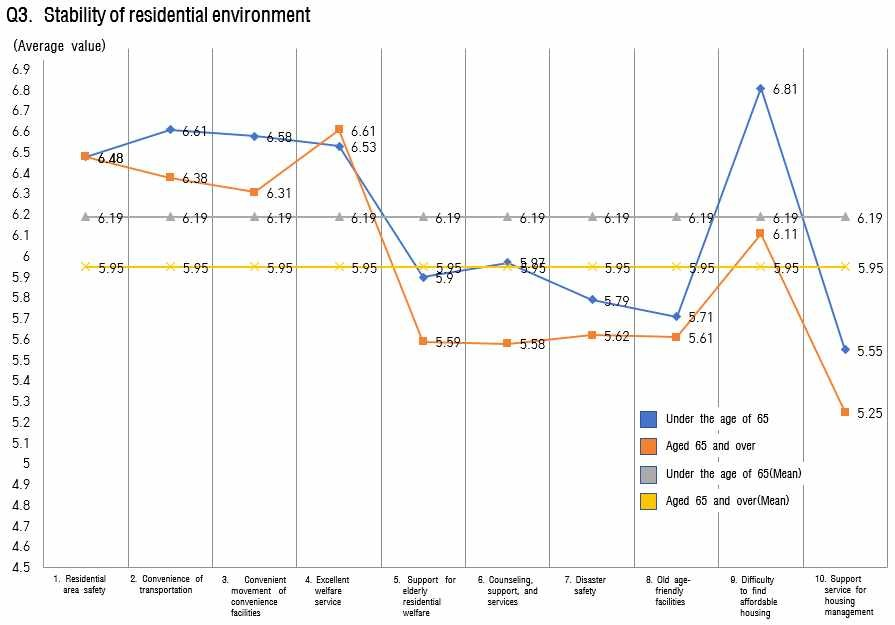 Q3. Stability of residential environment
(Average value)
6.9
6.8
6.7
6.6
6.5
6.4
6.3
6.2
6.1
6
5.9
5.8
5.7
5.6
5.5
5.4
5.3
5.2
5.1
5
4.9
4.8
4.7
4.6
4.5
6.48
6.61
6.58
6.53
5.9
5.97
5.79
5.71
6.81
5.55
6.48
6.38
6.31
6.61
5.59
5.58
5.62
5.61
6.11
5.25
6.19
6.19
6.19
6.19
6.19
6.19
6.19
6.19
6.19
6.19
5.95
5.95
5.95
5.95
5.95
5.95
5.95
5.95
5.95
5.95
Under the age of 65
Aged 65 and over
Under the age of 65(Mean)
Aged 65 and over(Mean)
1. Residential
area safety
2. Convenience of
transportation
3. Convenient
movement of
convenience
facilities
4. Excellent
welfare
service
5. Support for
elderly
residential
welfare
6. Counseling,
support, and
services
7. Disaster
safety
8. Old age-
friendly
facilities
9. Difficulty
to find
affordable
housing
10. Support
service for
housing
management